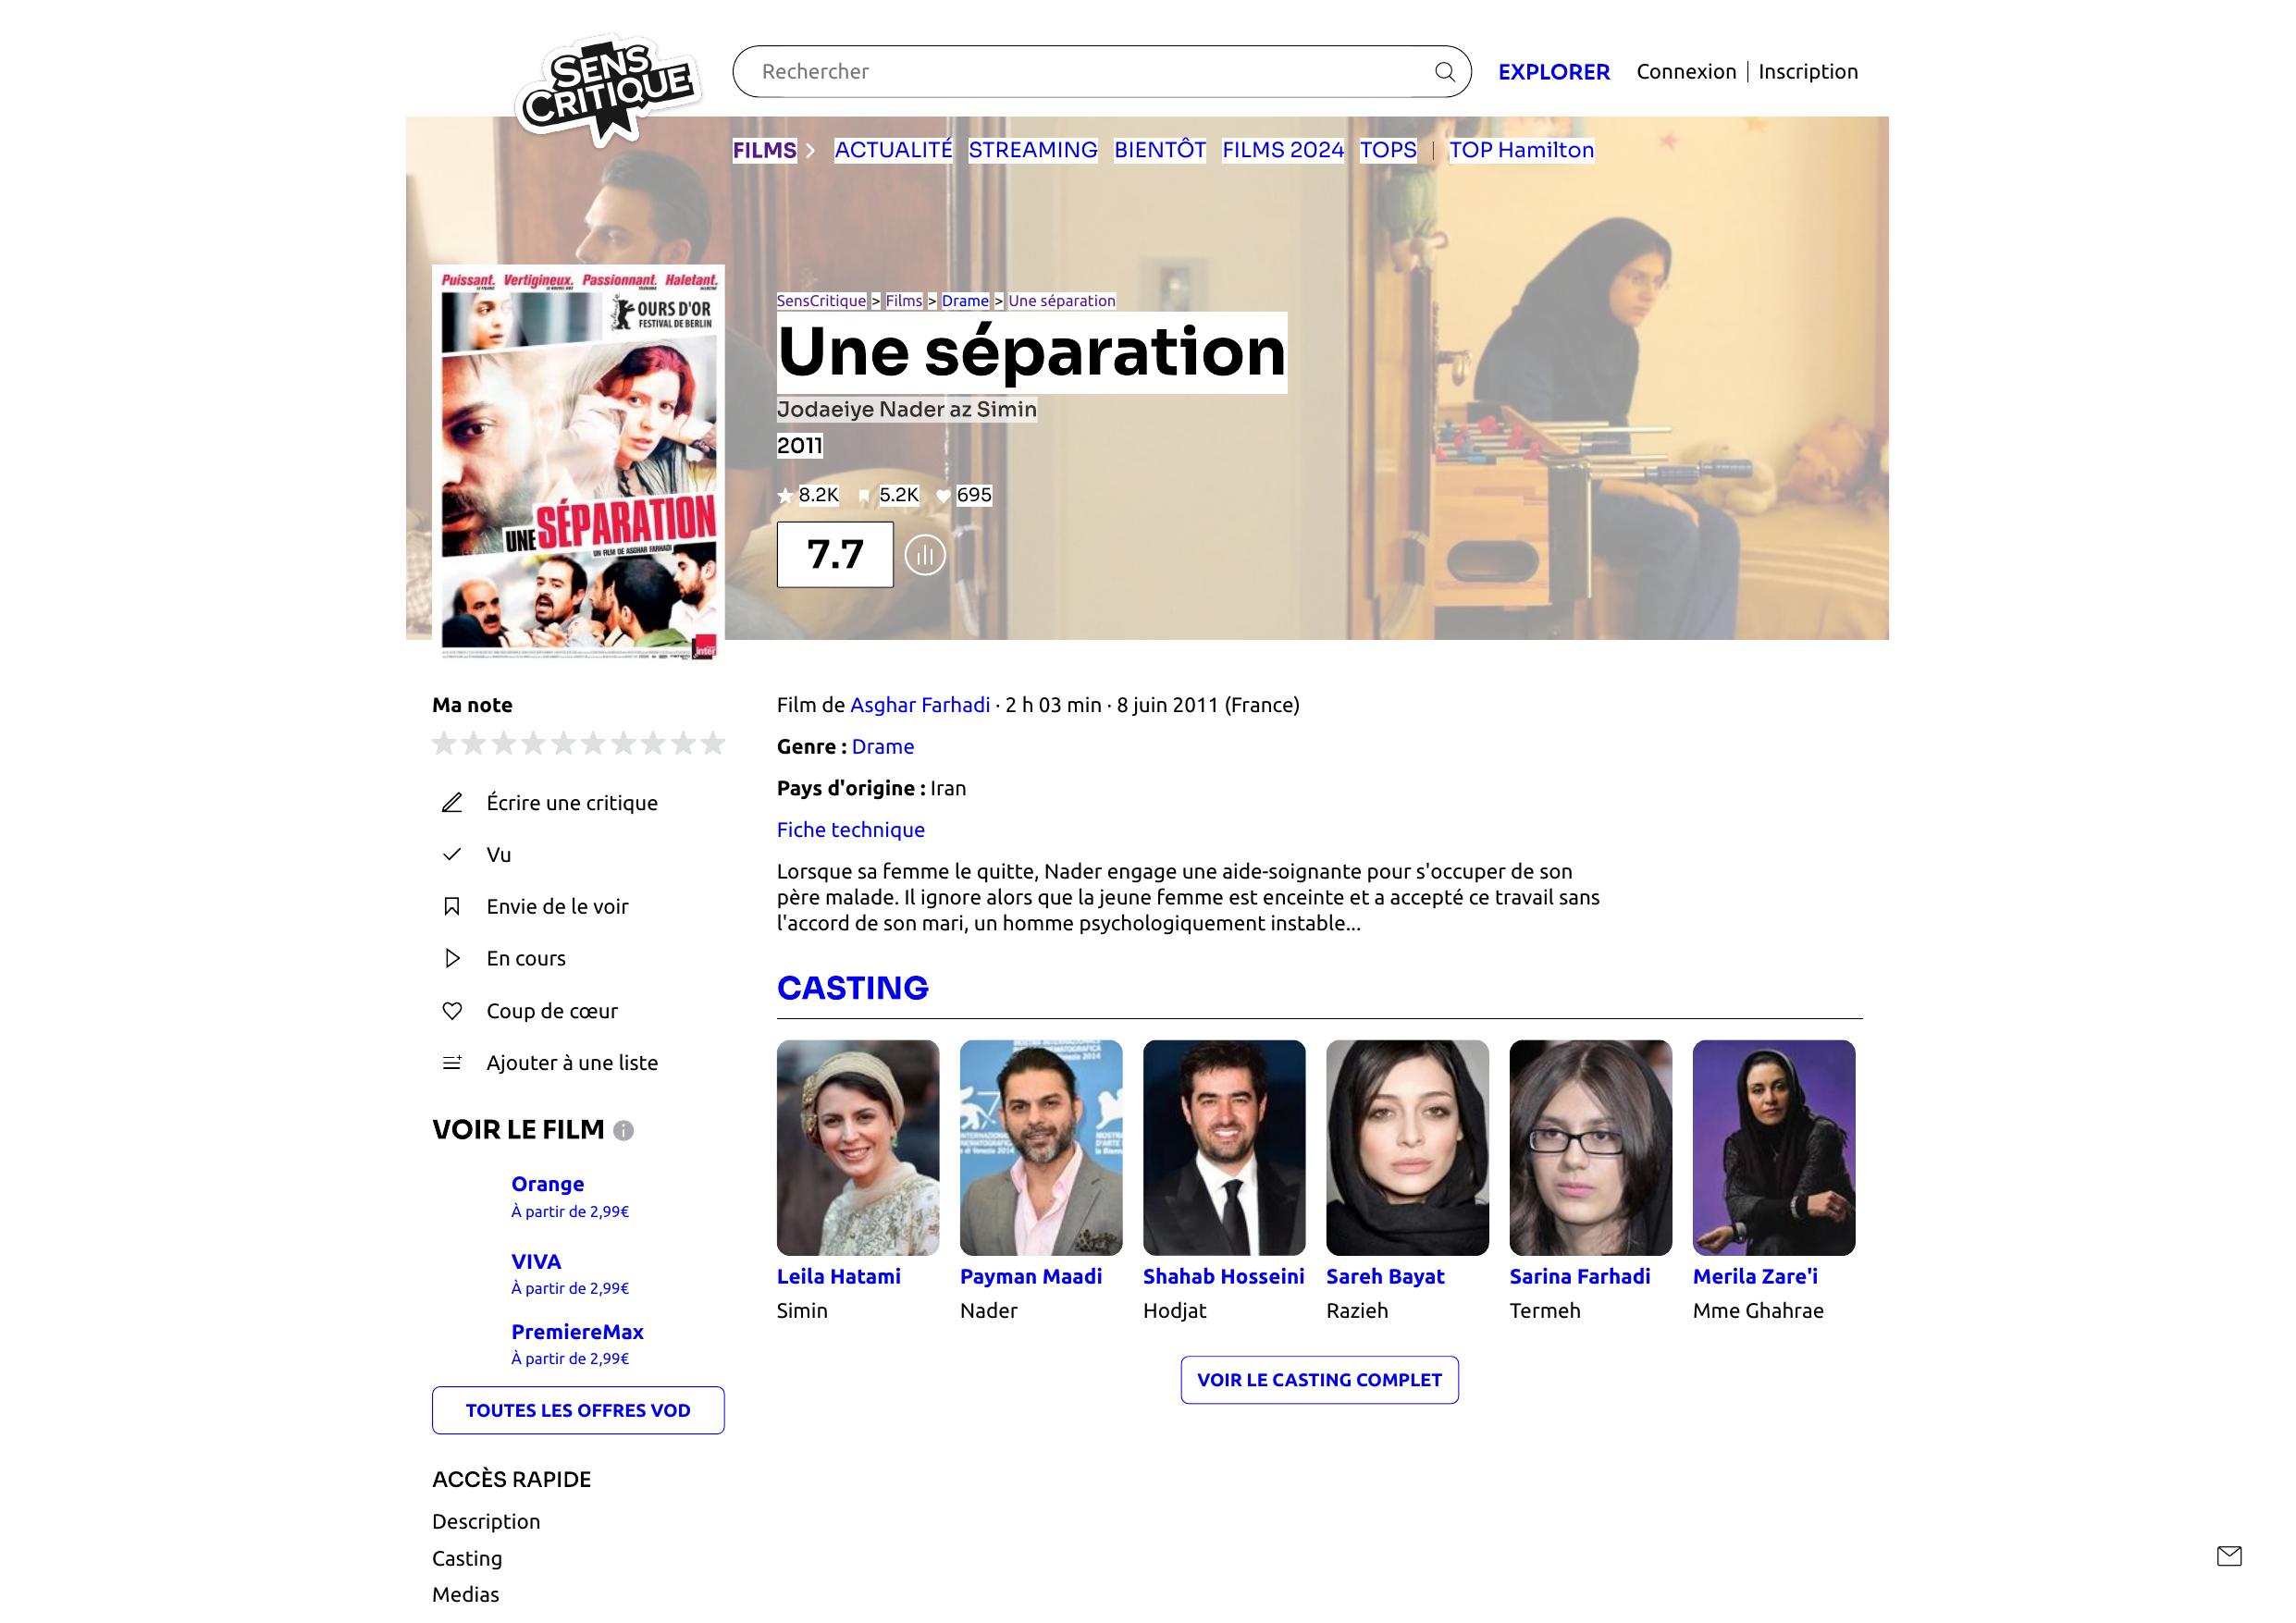 SENS
CRITIQUE
Rechercher
EXPLORER
Connexion | Inscription
FILMS
ACTUALITÉ
STREAMING
BIENTÔT
FILMS 2024
TOPS
|
TOP Hamilton
Puissant. Vertigineux. Passionnant. Haletant.
OURS D'OR
FESTIVAL DE BERLIN
UNE SÉPARATION
UN FILM DE ASGHAR FARHADI
inter
SensCritique > Films > Drame > Une séparation
Une séparation
Jodaeiye Nader az Simin
2011
8.2K 5.2K 695
7.7
Ma note
Écrire une critique
Vu
Envie de le voir
En cours
Coup de cœur
Ajouter à une liste
VOIR LE FILM
Orange
À partir de 2,99€
VIVA
À partir de 2,99€
PremiereMax
À partir de 2,99€
TOUTES LES OFFRES VOD
ACCÈS RAPIDE
Description
Casting
Medias
Film de Asghar Farhadi · 2 h 03 min · 8 juin 2011 (France)
Genre : Drame
Pays d'origine : Iran
Fiche technique
Lorsque sa femme le quitte, Nader engage une aide-soignante pour s'occuper de son
père malade. Il ignore alors que la jeune femme est enceinte et a accepté ce travail sans
l'accord de son mari, un homme psychologiquement instable...
CASTING
Leila Hatami
Simin
Payman Maadi
Nader
Shahab Hosseini
Hodjat
Sareh Bayat
Razieh
Sarina Farhadi
Termeh
Merila Zare'i
Mme Ghahrae
VOIR LE CASTING COMPLET